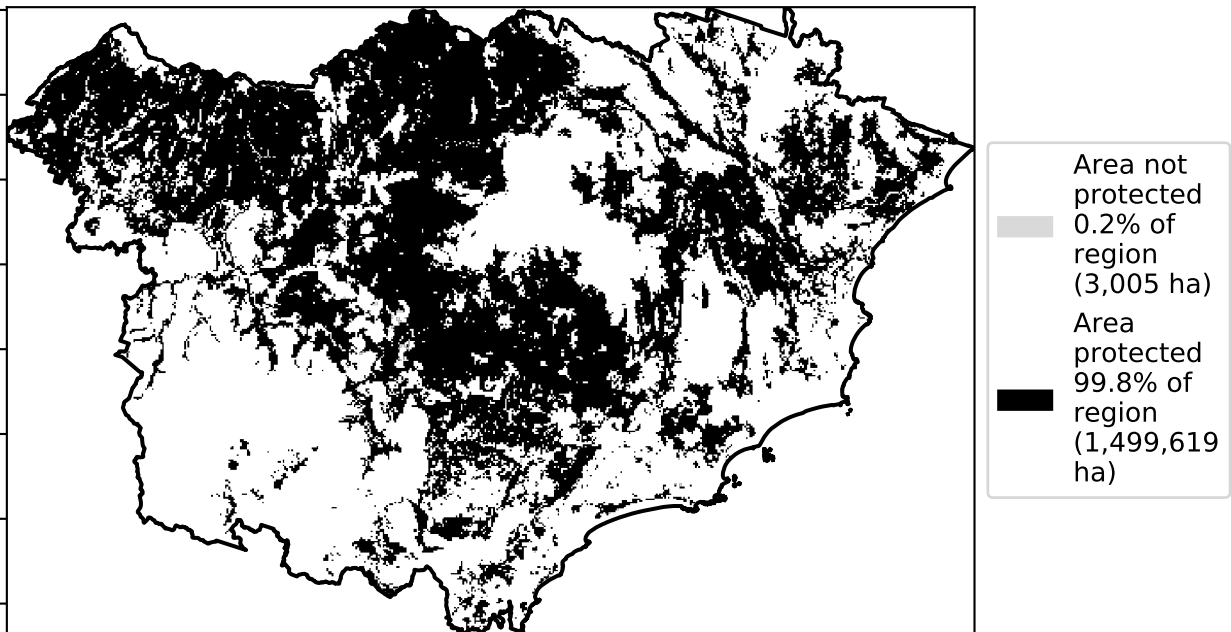 Area not
protected
0.2% of
region
(3,005 ha)
Area
protected
99.8% of
region
(1,499,619
ha)